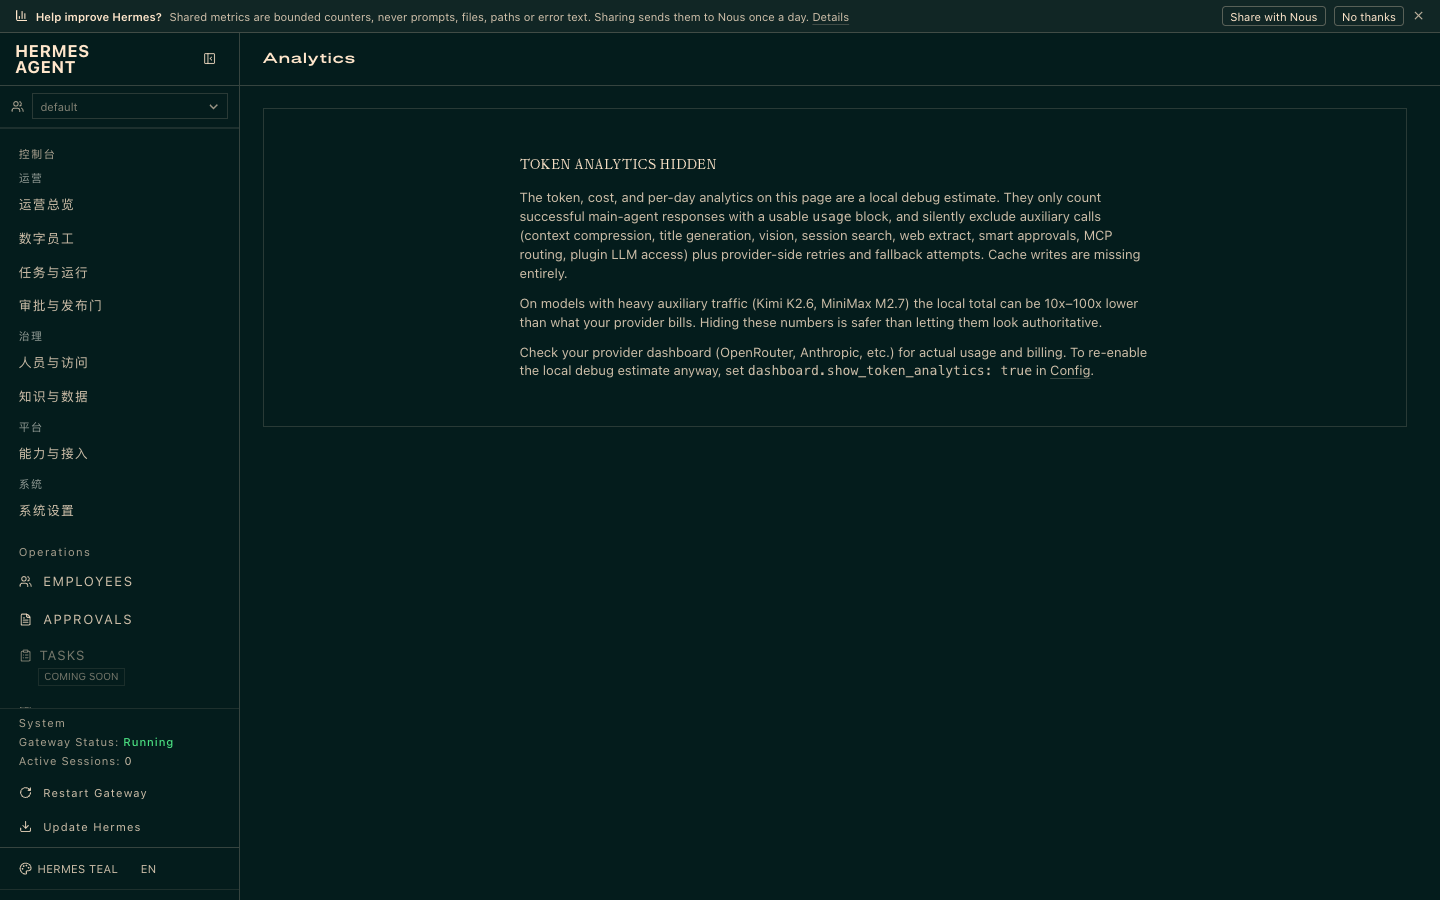 Help improve Hermes? Shared metrics are bounded counters, never prompts, files, paths or error text. Sharing sends them to Nous once a day. Details
Share with Nous
No thanks
HERMES
AGENT
Analytics
default
控制台
运营
运营总览
数字员工
任务与运行
审批与发布门
治理
人员与访问
知识与数据
平台
能力与接入
系统
系统设置
Operations
EMPLOYEES
APPROVALS
TASKS
COMING SOON
System
Gateway Status: Running
Active Sessions: 0
Restart Gateway
Update Hermes
HERMES TEAL
EN
TOKEN ANALYTICS HIDDEN
The token, cost, and per-day analytics on this page are a local debug estimate. They only count
successful main-agent responses with a usable usage block, and silently exclude auxiliary calls
(context compression, title generation, vision, session search, web extract, smart approvals, MCP
routing, plugin LLM access) plus provider-side retries and fallback attempts. Cache writes are missing
entirely.
On models with heavy auxiliary traffic (Kimi K2.6, MiniMax M2.7) the local total can be 10x–100x lower
than what your provider bills. Hiding these numbers is safer than letting them look authoritative.
Check your provider dashboard (OpenRouter, Anthropic, etc.) for actual usage and billing. To re-enable
the local debug estimate anyway, set dashboard.show_token_analytics: true in Config.